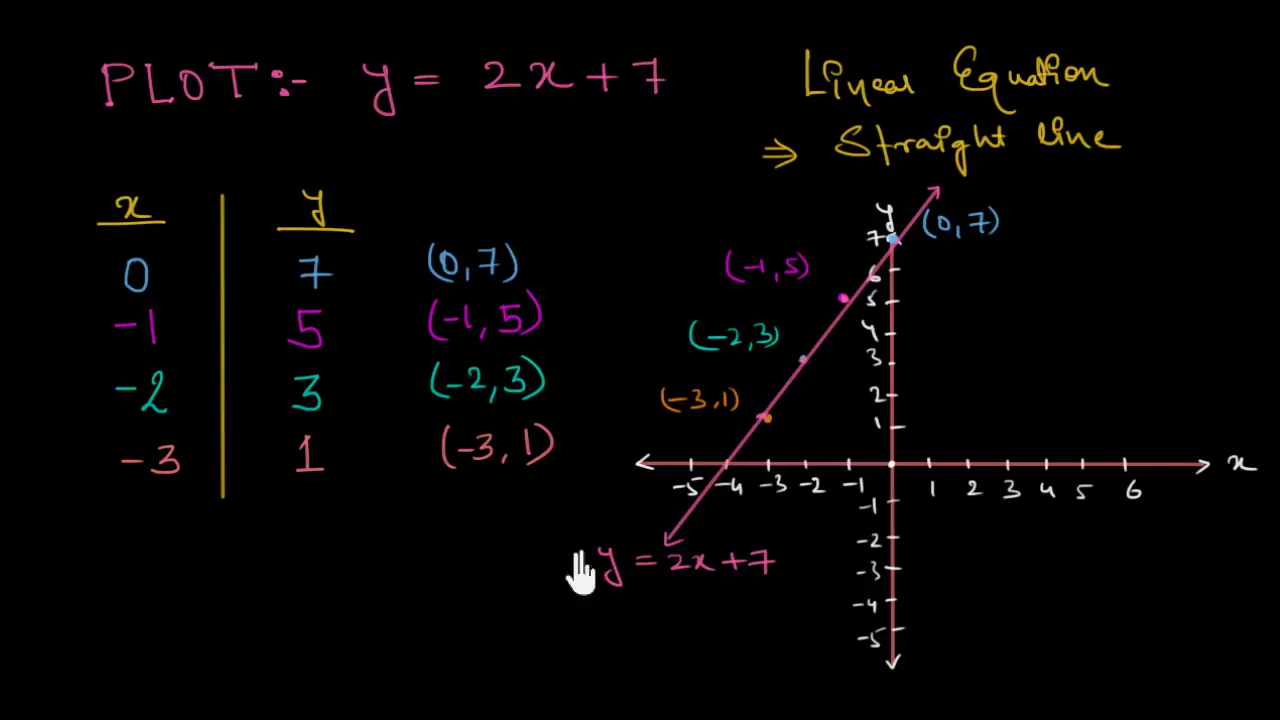 PLOT:- y = 2x + 7
Linear Equation
⇒ Straight line
x y
0 7 (0,7)
-1 5 (-1,5)
-2 3 (-2,3)
-3 1 (-3,1)
y
(0,7)
(-1,5)
(-2,3)
(-3,1)
7
6
5
4
3
2
1
-5 -4 -3 -2 -1 1 2 3 4 5 6
x
-1
-2
-3
-4
-5
y = 2x + 7